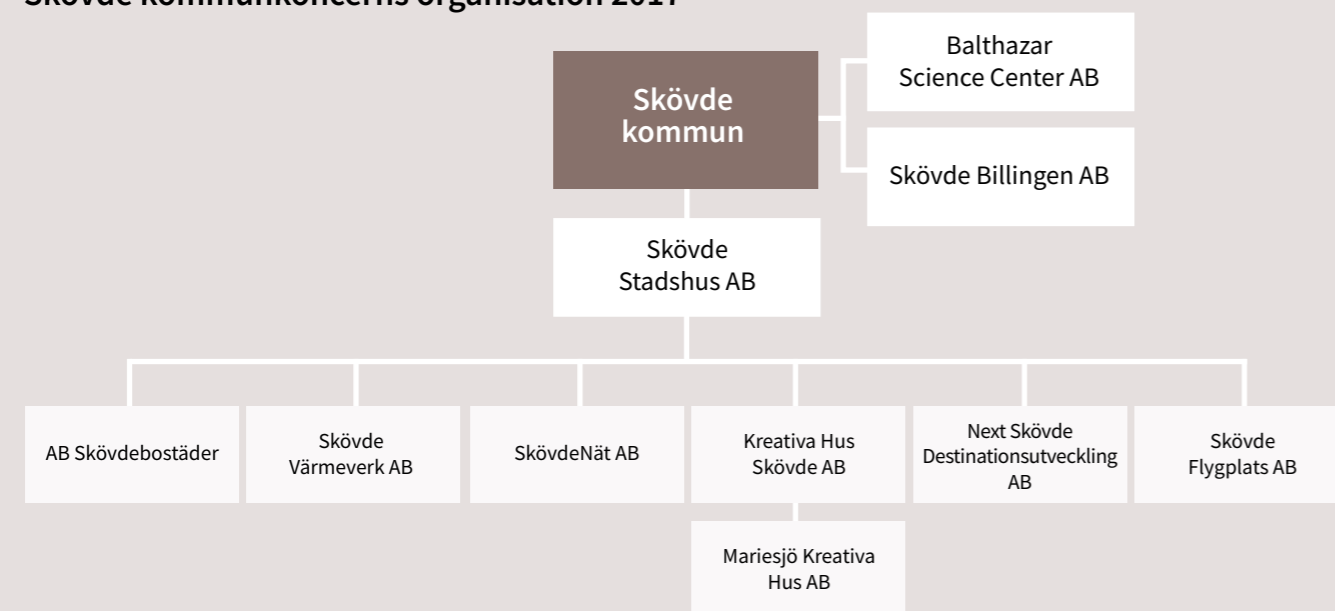 Skövde kommunkoncerns organisation 2017
Balthazar
Science Center AB
Skövde
kommun
Skövde Billingen AB
Skövde
Stadshus AB
AB Skövdebostäder
Skövde
Värmeverk AB
SkövdeNät AB
Kreativa Hus
Skövde AB
Next Skövde
Destinationsutveckling
AB
Skövde
Flygplats AB
Mariesjö Kreativa
Hus AB